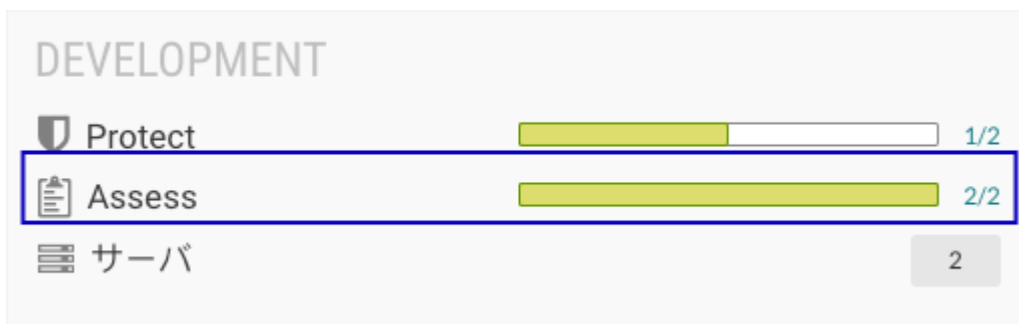 DEVELOPMENT
Protect 1/2
Assess 2/2
サーバ 2